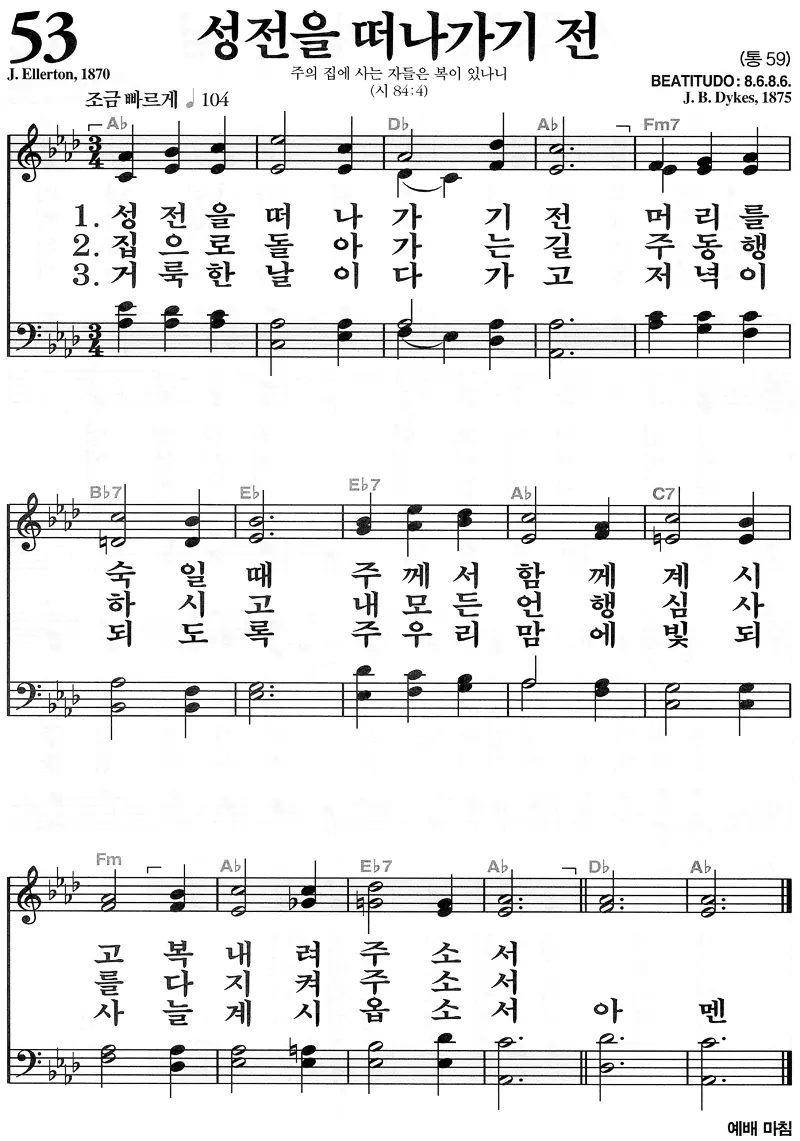 53
성전을 떠나가기 전
(통 59)
J. Ellerton, 1870
주의 집에 사는 자들은 복이 있나니
(시 84:4)
BEATITUDO : 8.6.8.6.
J. B. Dykes, 1875
조금 빠르게 ♩ 104
A♭ D♭ A♭ Fm7
3/4
1. 성 전 을 떠 나 가 기 전 머 리 를
2. 집 으 로 돌 아 가 는 길 주 동 행
3. 거 룩 한 날 이 다 가 고 저 녁 이
3/4
B♭7 E♭ E♭7 A♭ C7
숙 일 때 주 께 서 함 께 계 시
하 시 고 내 모 든 언 행 심 사
되 도 록 주 우 리 맘 에 빛 되
Fm A♭ E♭7 A♭ D♭ A♭
고 복 내 려 주 소 서
를 다 지 켜 주 소 서
사 늘 계 시 옵 소 서 아 멘
예배 마침